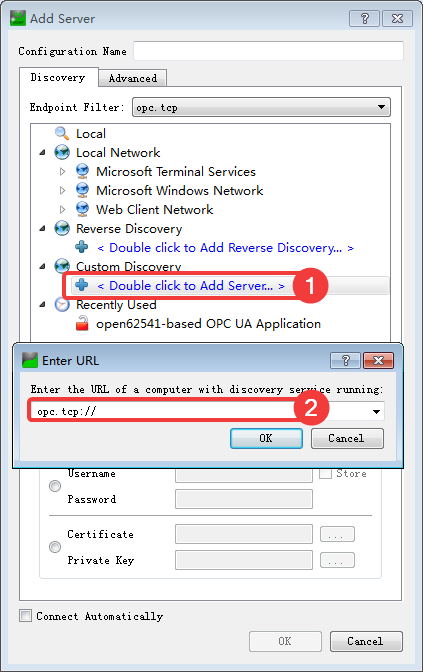 Add Server
Configuration Name
Discovery
Advanced
Endpoint Filter: opc.tcp
Local
Local Network
Microsoft Terminal Services
Microsoft Windows Network
Web Client Network
Reverse Discovery
< Double click to Add Reverse Discovery... >
Custom Discovery
< Double click to Add Server... > 1
Recently Used
open62541-based OPC UA Application
Enter URL
Enter the URL of a computer with discovery service running:
opc.tcp:// 2
OK Cancel
Username Store
Password
Certificate ...
Private Key ...
Connect Automatically
OK Cancel